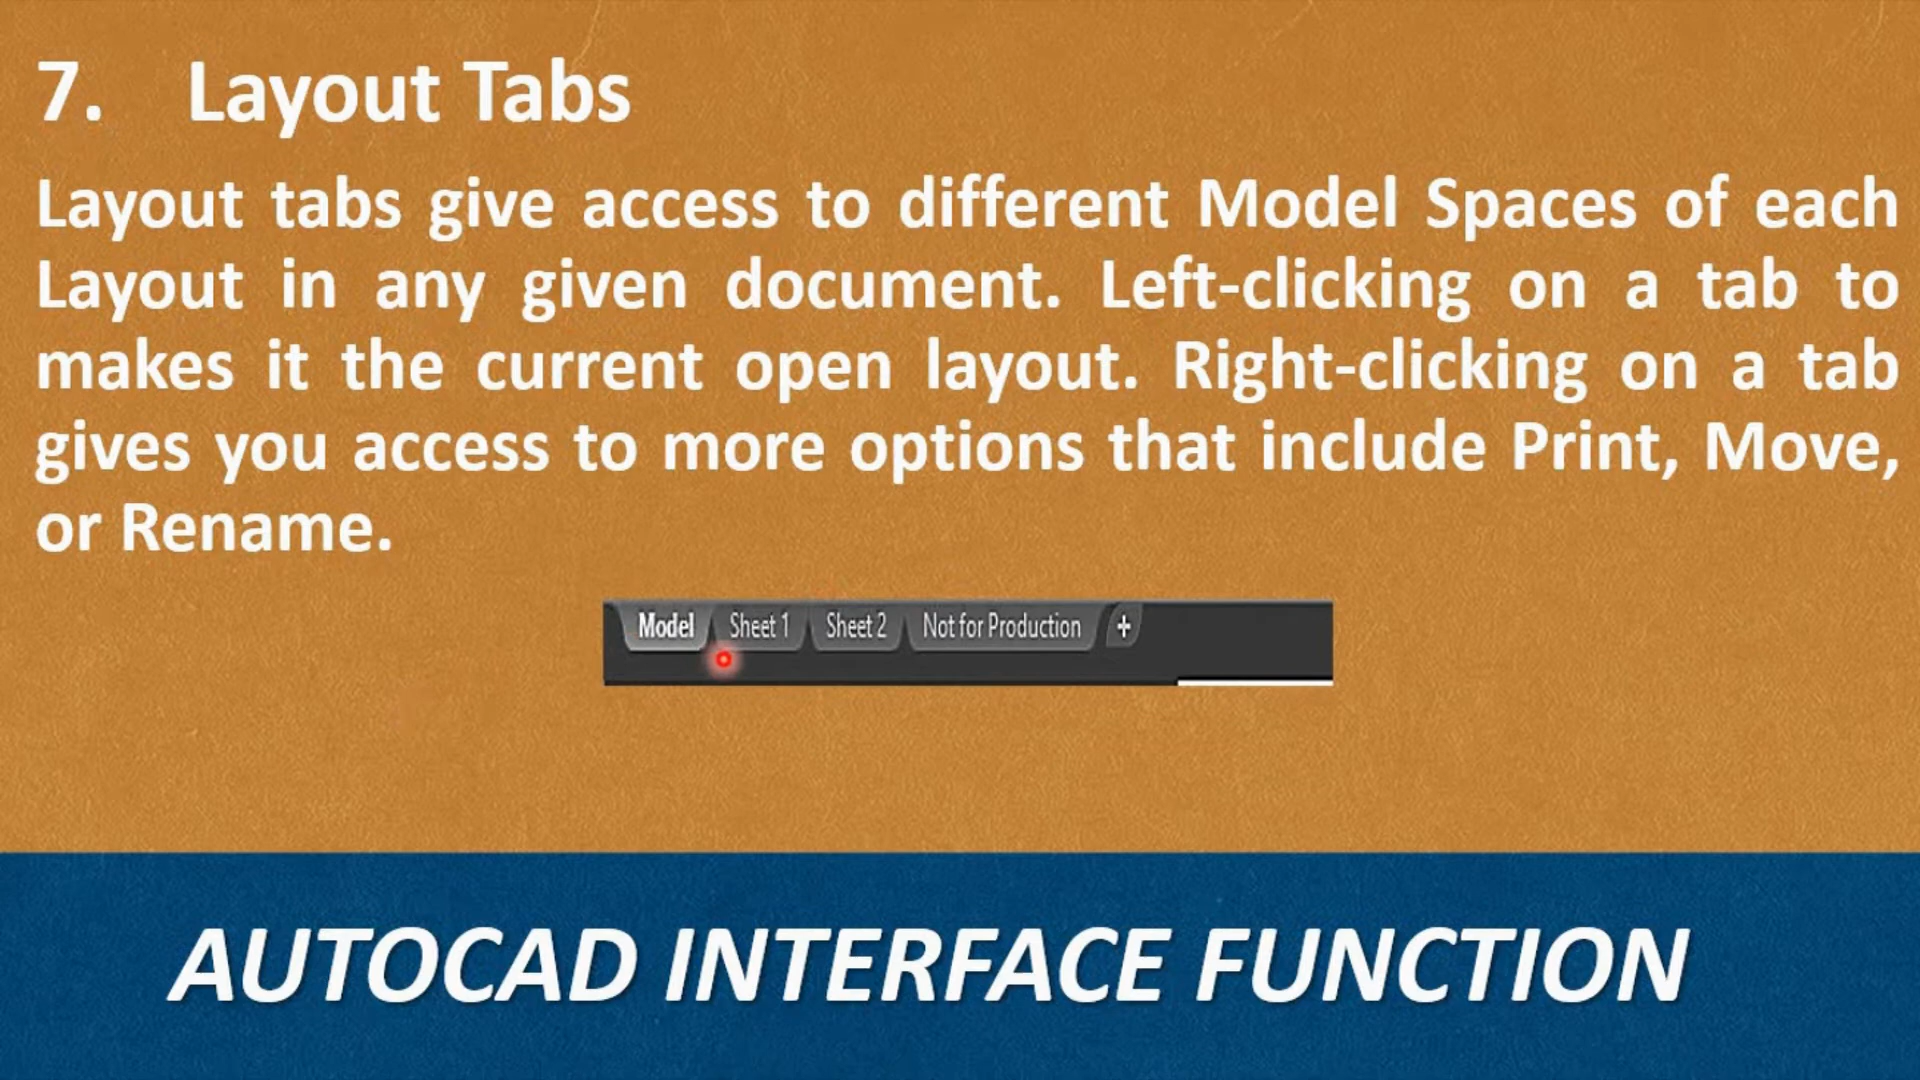 7. Layout Tabs
Layout tabs give access to different Model Spaces of each
Layout in any given document. Left-clicking on a tab to
makes it the current open layout. Right-clicking on a tab
gives you access to more options that include Print, Move,
or Rename.
Model Sheet 1 Sheet 2 Not for Production +
AUTOCAD INTERFACE FUNCTION